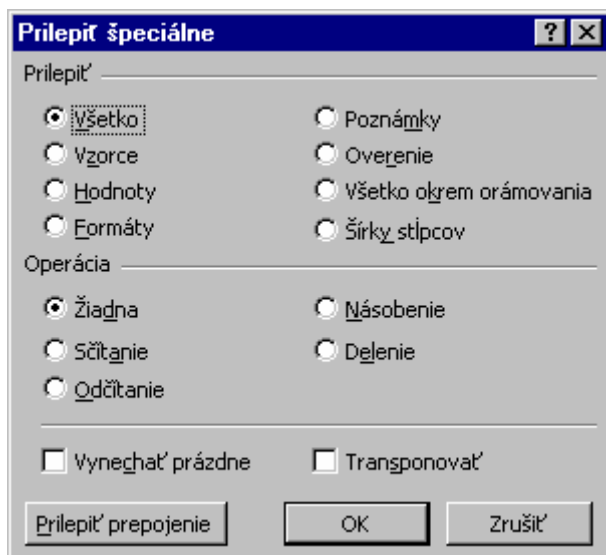 Prilepiť špeciálne
Prilepiť
Všetko
Poznámky
Vzorce
Overenie
Hodnoty
Všetko okrem orámovania
Formáty
Šírky stĺpcov
Operácia
Žiadna
Násobenie
Sčítanie
Delenie
Odčítanie
Vynechať prázdne
Transponovať
Prilepiť prepojenie
OK
Zrušiť